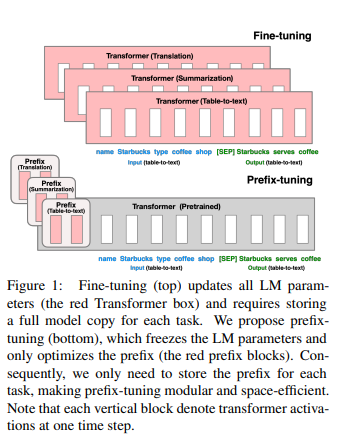 Fine-tuning
Transformer (Translation)
Transformer (Summarization)
Transformer (Table-to-text)
name Starbucks type coffee shop [SEP] Starbucks serves coffee
Input (table-to-text) Output (table-to-text)
Prefix
(Translation)
Prefix
(Summarization)
Prefix
(Table-to-text)
Prefix-tuning
Transformer (Pretrained)
name Starbucks type coffee shop [SEP] Starbucks serves coffee
Input (table-to-text) Output (table-to-text)
Figure 1: Fine-tuning (top) updates all LM param-
eters (the red Transformer box) and requires storing
a full model copy for each task. We propose prefix-
tuning (bottom), which freezes the LM parameters and
only optimizes the prefix (the red prefix blocks). Con-
sequently, we only need to store the prefix for each
task, making prefix-tuning modular and space-efficient.
Note that each vertical block denote transformer activa-
tions at one time step.